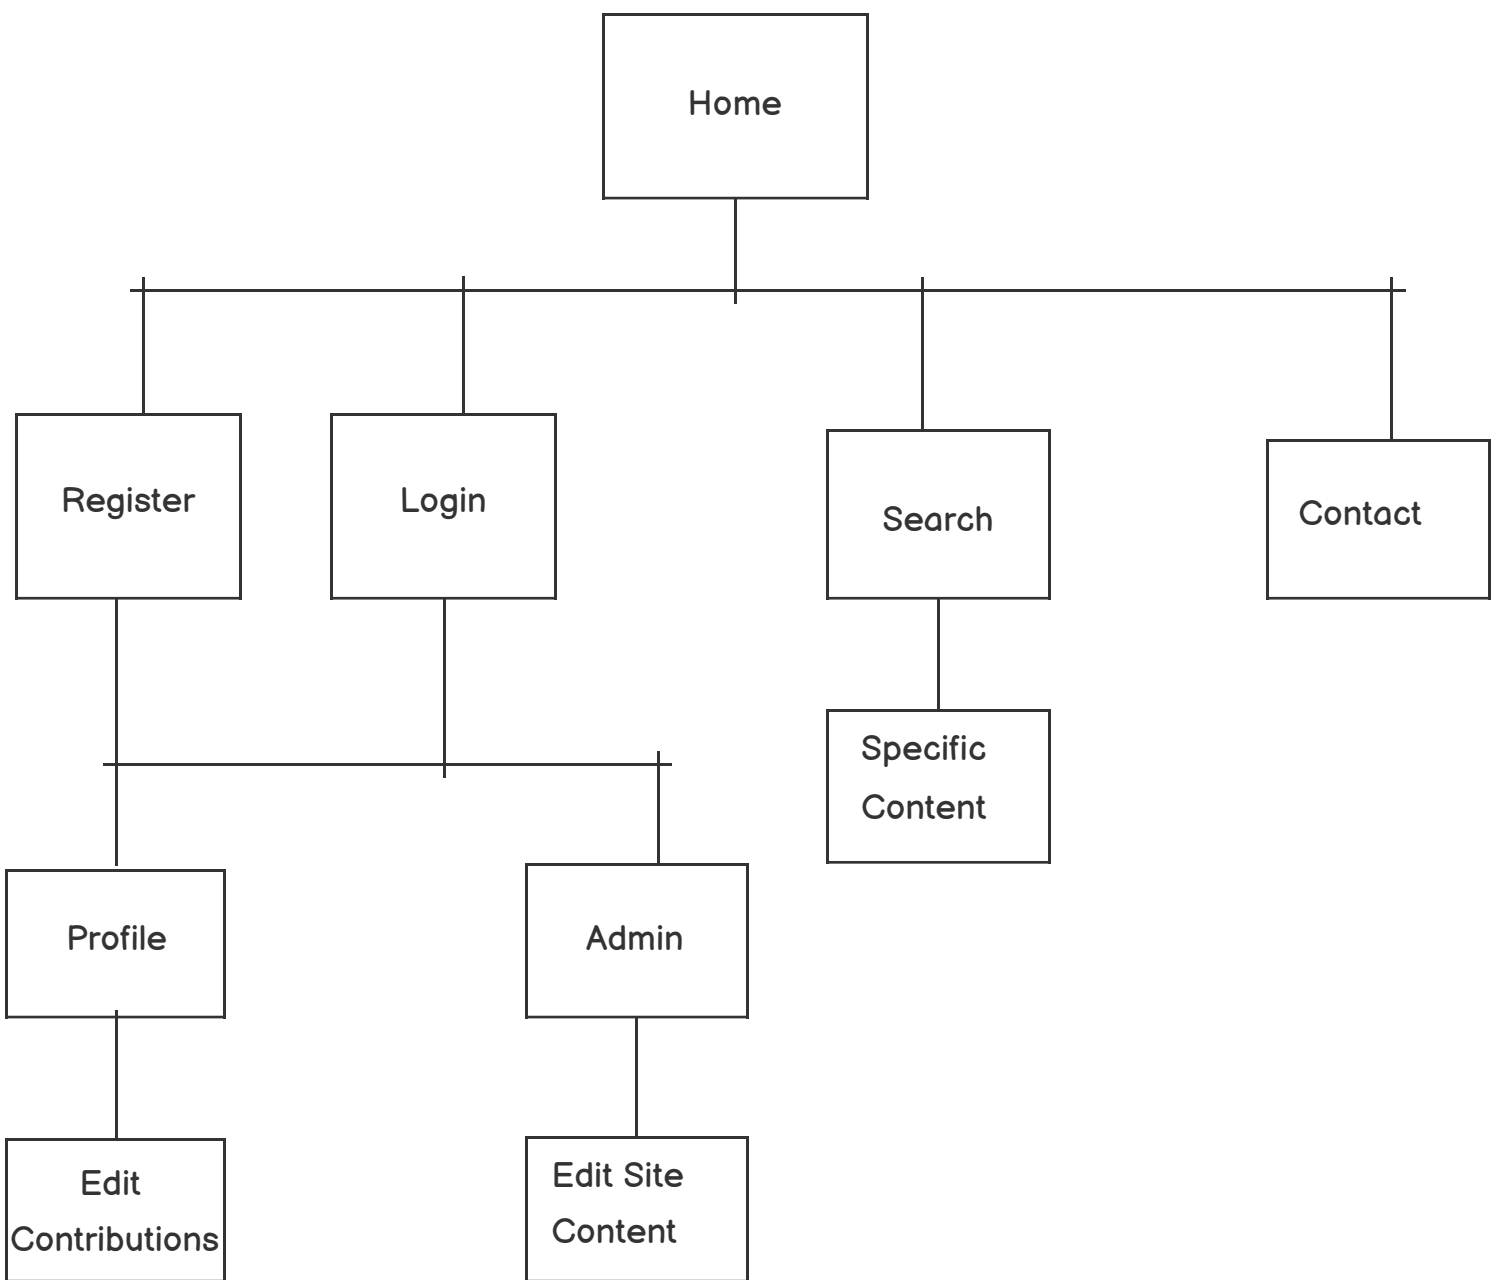 Home
Register
Login
Search
Contact
Specific
Content
Profile
Admin
Edit
Contributions
Edit Site
Content